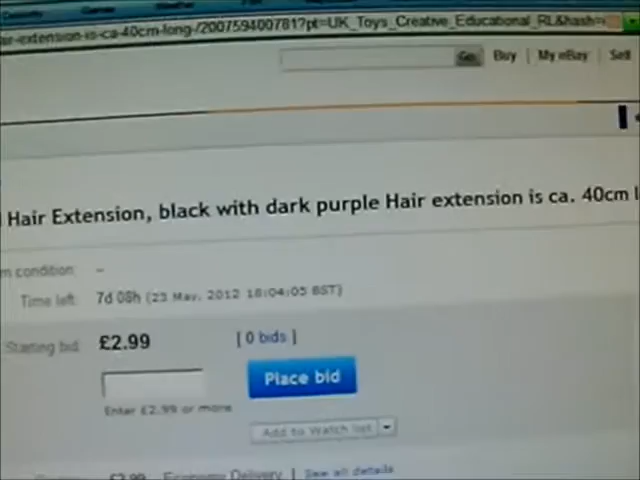 air-extension-is-ca-40cm-long-/200759400781?pt=UK_Toys_Creative_Educational_RL&hash=
Go Buy | My eBay | Sell
Hair Extension, black with dark purple Hair extension is ca. 40cm l
m condition: –
Time left: 7d 08h (23 May, 2012 18:04:05 BST)
Starting bid: £2.99 [ 0 bids ]
Place bid
Enter £2.99 or more
Add to Watch list
£2.99 Economy Delivery | See all details